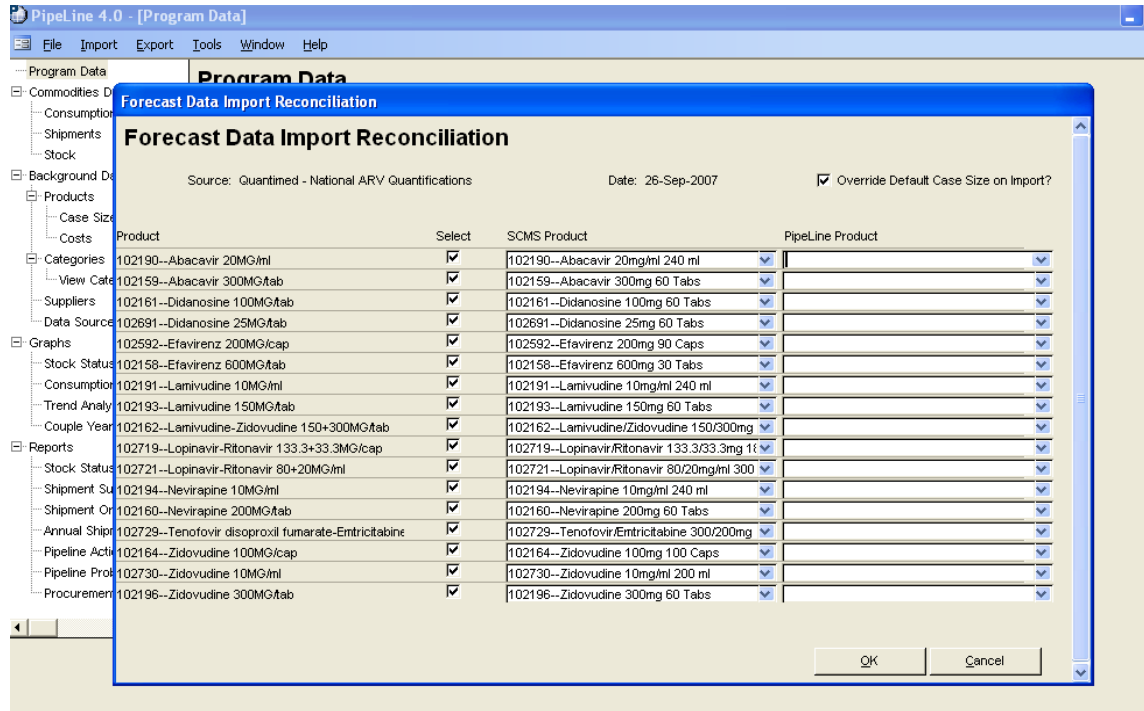 PipeLine 4.0 - [Program Data]
File Import Export Tools Window Help
Program Data
Commodities D
Consumption
Shipments
Stock
Background De
Products
Case Size
Costs
Categories
View Cate
Suppliers
Data Source
Graphs
Stock Status
Consumption
Trend Analy
Couple Year
Reports
Stock Status
Shipment Su
Shipment Or
Annual Shipr
Pipeline Acti
Pipeline Prob
Procurement
Program Data
Forecast Data Import Reconciliation
Forecast Data Import Reconciliation
Source: Quantimed - National ARV Quantifications Date: 26-Sep-2007 Override Default Case Size on Import?
Product Select SCMS Product PipeLine Product
102190--Abacavir 20MG/ml 102190--Abacavir 20mg/ml 240 ml
102159--Abacavir 300MG/tab 102159--Abacavir 300mg 60 Tabs
102161--Didanosine 100MG/tab 102161--Didanosine 100mg 60 Tabs
102691--Didanosine 25MG/tab 102691--Didanosine 25mg 60 Tabs
102592--Efavirenz 200MG/cap 102592--Efavirenz 200mg 90 Caps
102158--Efavirenz 600MG/tab 102158--Efavirenz 600mg 30 Tabs
102191--Lamivudine 10MG/ml 102191--Lamivudine 10mg/ml 240 ml
102193--Lamivudine 150MG/tab 102193--Lamivudine 150mg 60 Tabs
102162--Lamivudine-Zidovudine 150+300MG/tab 102162--Lamivudine/Zidovudine 150/300mg
102719--Lopinavir-Ritonavir 133.3+33.3MG/cap 102719--Lopinavir/Ritonavir 133.3/33.3mg 18
102721--Lopinavir-Ritonavir 80+20MG/ml 102721--Lopinavir/Ritonavir 80/20mg/ml 300
102194--Nevirapine 10MG/ml 102194--Nevirapine 10mg/ml 240 ml
102160--Nevirapine 200MG/tab 102160--Nevirapine 200mg 60 Tabs
102729--Tenofovir disoproxil fumarate-Emtricitabine 102729--Tenofovir/Emtricitabine 300/200mg
102164--Zidovudine 100MG/cap 102164--Zidovudine 100mg 100 Caps
102730--Zidovudine 10MG/ml 102730--Zidovudine 10mg/ml 200 ml
102196--Zidovudine 300MG/tab 102196--Zidovudine 300mg 60 Tabs
OK Cancel